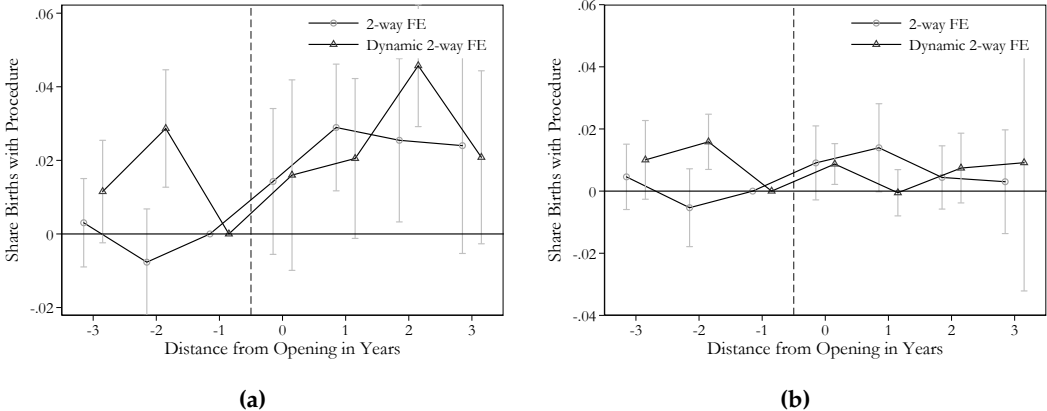 Share Births with Procedure
.06
.04
.02
0
-.02
2-way FE
Dynamic 2-way FE
-3 -2 -1 0 1 2 3
Distance from Opening in Years
(a)
Share Births with Procedure
.06
.04
.02
0
-.02
-.04
2-way FE
Dynamic 2-way FE
-3 -2 -1 0 1 2 3
Distance from Opening in Years
(b)